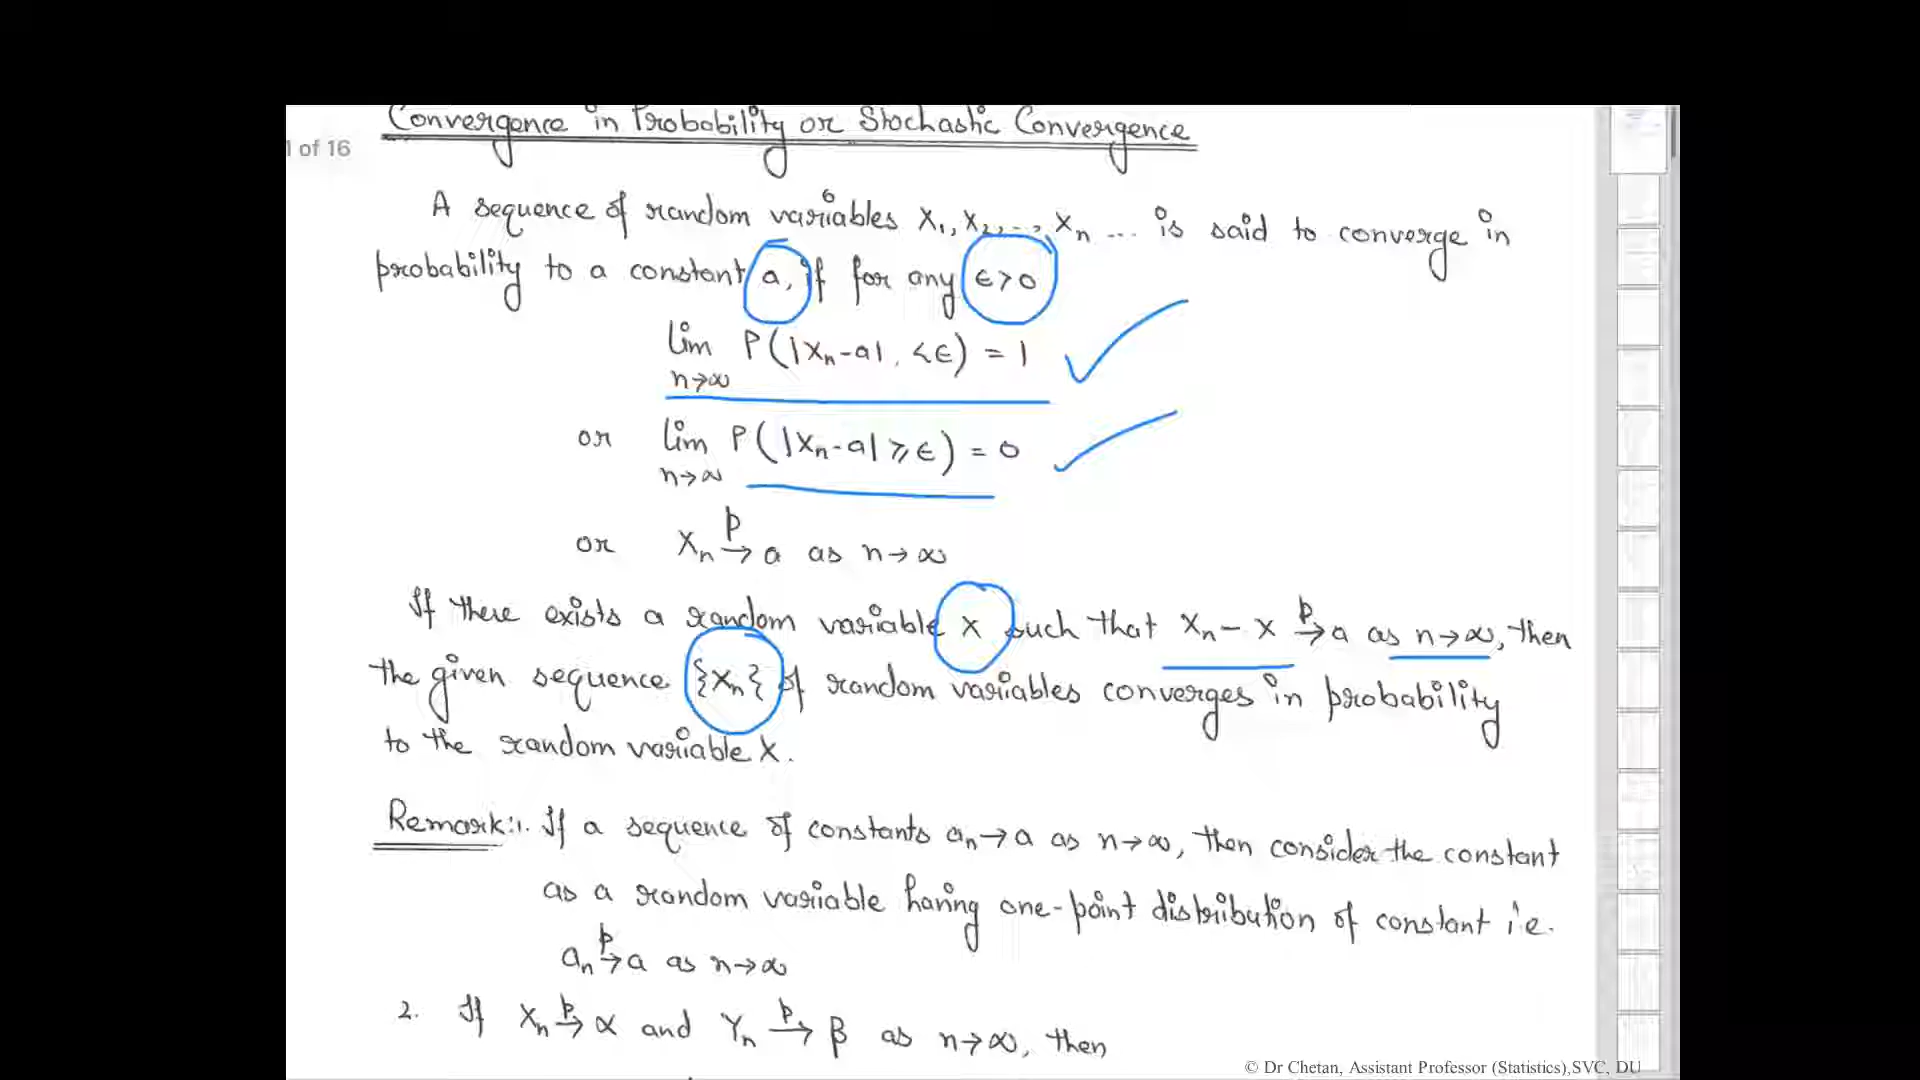 Convergence in Probability or Stochastic Convergence
1 of 16
A sequence of random variables X₁, X₂, ..., Xₙ ... is said to converge in
probability to a constant a, if for any ϵ>0
lim P(|Xₙ-a| <ϵ) = 1
n→∞
or lim P(|Xₙ-a| ≥ ϵ) = 0
n→∞
or Xₙ →ᵖ a as n→∞
If there exists a random variable X such that Xₙ - X →ᵖ a as n→∞, then
the given sequence {Xₙ} of random variables converges in probability
to the random variable X.
Remark:1. If a sequence of constants aₙ→a as n→∞, then consider the constant
as a random variable having one-point distribution of constant i.e.
aₙ →ᵖ a as n→∞
2. If Xₙ →ᵖ α and Yₙ →ᵖ β as n→∞, then
© Dr Chetan, Assistant Professor (Statistics),SVC, DU